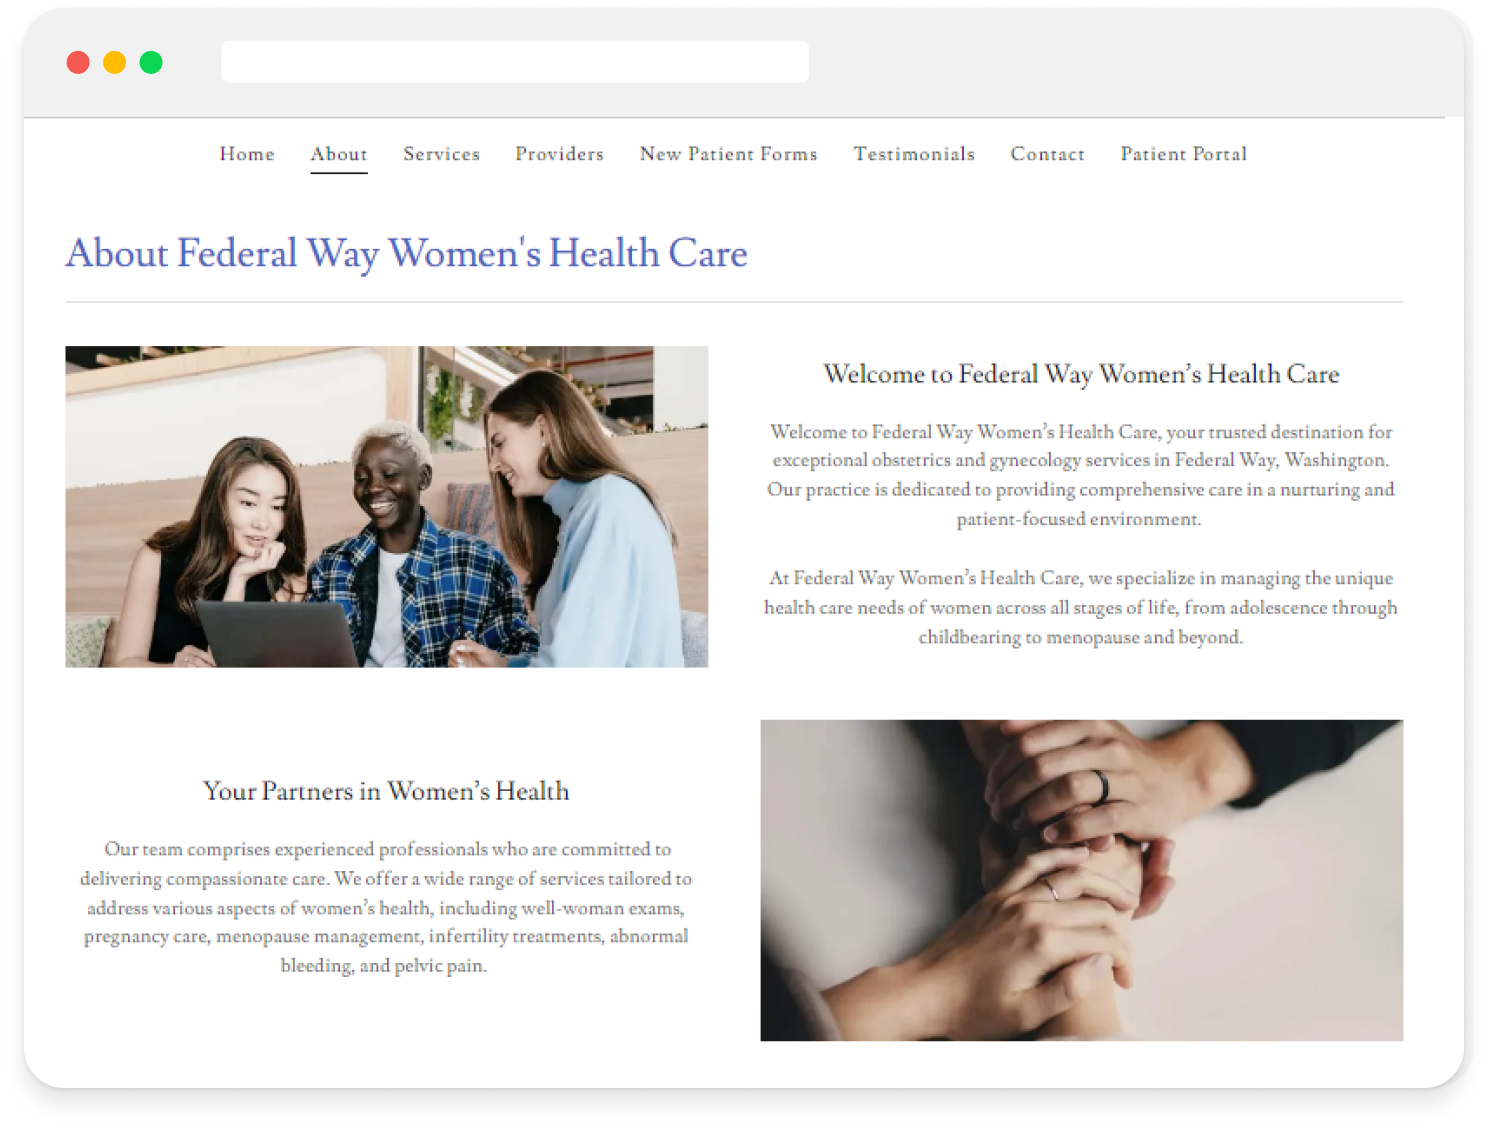 Home About Services Providers New Patient Forms Testimonials Contact Patient Portal
About Federal Way Women's Health Care
Welcome to Federal Way Women’s Health Care
Welcome to Federal Way Women’s Health Care, your trusted destination for
exceptional obstetrics and gynecology services in Federal Way, Washington.
Our practice is dedicated to providing comprehensive care in a nurturing and
patient-focused environment.
At Federal Way Women’s Health Care, we specialize in managing the unique
health care needs of women across all stages of life, from adolescence through
childbearing to menopause and beyond.
Your Partners in Women’s Health
Our team comprises experienced professionals who are committed to
delivering compassionate care. We offer a wide range of services tailored to
address various aspects of women’s health, including well-woman exams,
pregnancy care, menopause management, infertility treatments, abnormal
bleeding, and pelvic pain.